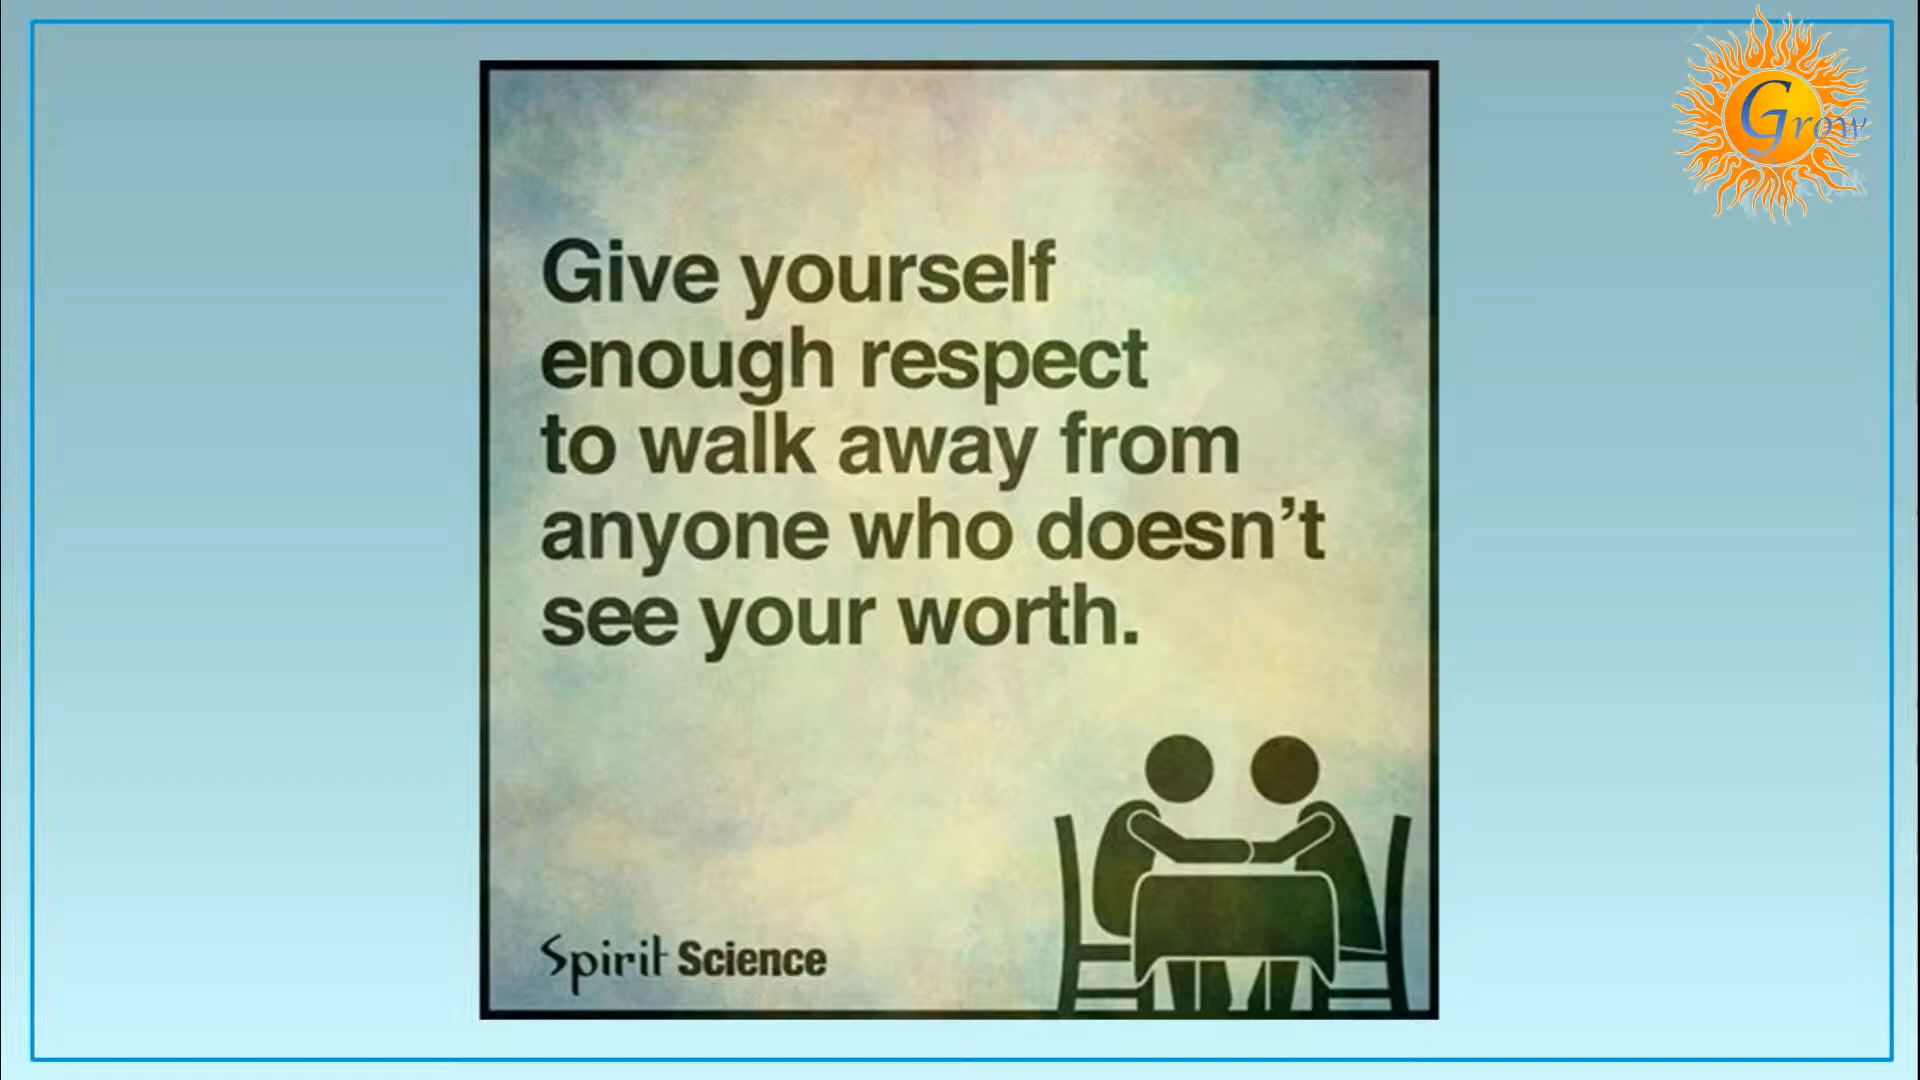 Grow
Give yourself
enough respect
to walk away from
anyone who doesn't
see your worth.
Spirit Science